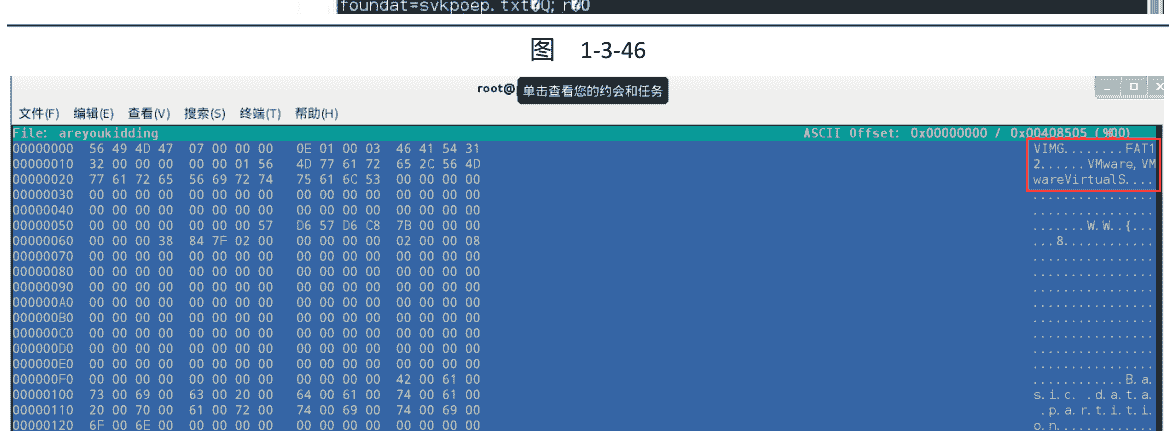 foundat=svkpoep.txt�Q; r�O
图 1-3-46
root@ 单击查看您的约会和任务
文件(F) 编辑(E) 查看(V) 搜索(S) 终端(T) 帮助(H)
File: areyoukidding ASCII Offset: 0x00000000 / 0x00408505 (%00)
00000000 56 49 4D 47 07 00 00 00 0E 01 00 03 46 41 54 31 VIMG........FAT1
00000010 32 00 00 00 00 00 01 56 4D 77 61 72 65 2C 56 4D 2......VMware,VM
00000020 77 61 72 65 56 69 72 74 75 61 6C 53 00 00 00 00 wareVirtualS....
00000030 00 00 00 00 00 00 00 00 00 00 00 00 00 00 00 00 ................
00000040 00 00 00 00 00 00 00 00 00 00 00 00 00 00 00 00 ................
00000050 00 00 00 00 00 00 00 57 D6 57 D6 C8 7B 00 00 00 .......W.W..{...
00000060 00 00 00 38 84 7F 02 00 00 00 00 00 02 00 00 08 ...8............
00000070 00 00 00 00 00 00 00 00 00 00 00 00 00 00 00 00 ................
00000080 00 00 00 00 00 00 00 00 00 00 00 00 00 00 00 00 ................
00000090 00 00 00 00 00 00 00 00 00 00 00 00 00 00 00 00 ................
000000A0 00 00 00 00 00 00 00 00 00 00 00 00 00 00 00 00 ................
000000B0 00 00 00 00 00 00 00 00 00 00 00 00 00 00 00 00 ................
000000C0 00 00 00 00 00 00 00 00 00 00 00 00 00 00 00 00 ................
000000D0 00 00 00 00 00 00 00 00 00 00 00 00 00 00 00 00 ................
000000E0 00 00 00 00 00 00 00 00 00 00 00 00 00 00 00 00 ................
000000F0 00 00 00 00 00 00 00 00 00 00 00 00 42 00 61 00 ............B.a.
00000100 73 00 69 00 63 00 20 00 64 00 61 00 74 00 61 00 s.i.c. .d.a.t.a.
00000110 20 00 70 00 61 00 72 00 74 00 69 00 74 00 69 00  .p.a.r.t.i.t.i.
00000120 6F 00 6E 00 00 00 00 00 00 00 00 00 00 00 00 00 o.n.............